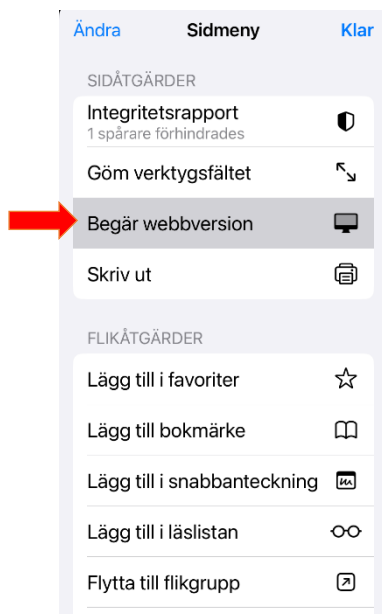 Ändra Sidmeny Klar
SIDÅTGÄRDER
Integritetsrapport
1 spårare förhindrades
Göm verktygsfältet
Begär webbversion
Skriv ut
FLIKÅTGÄRDER
Lägg till i favoriter
Lägg till bokmärke
Lägg till i snabbanteckning
Lägg till i läslistan
Flytta till flikgrupp